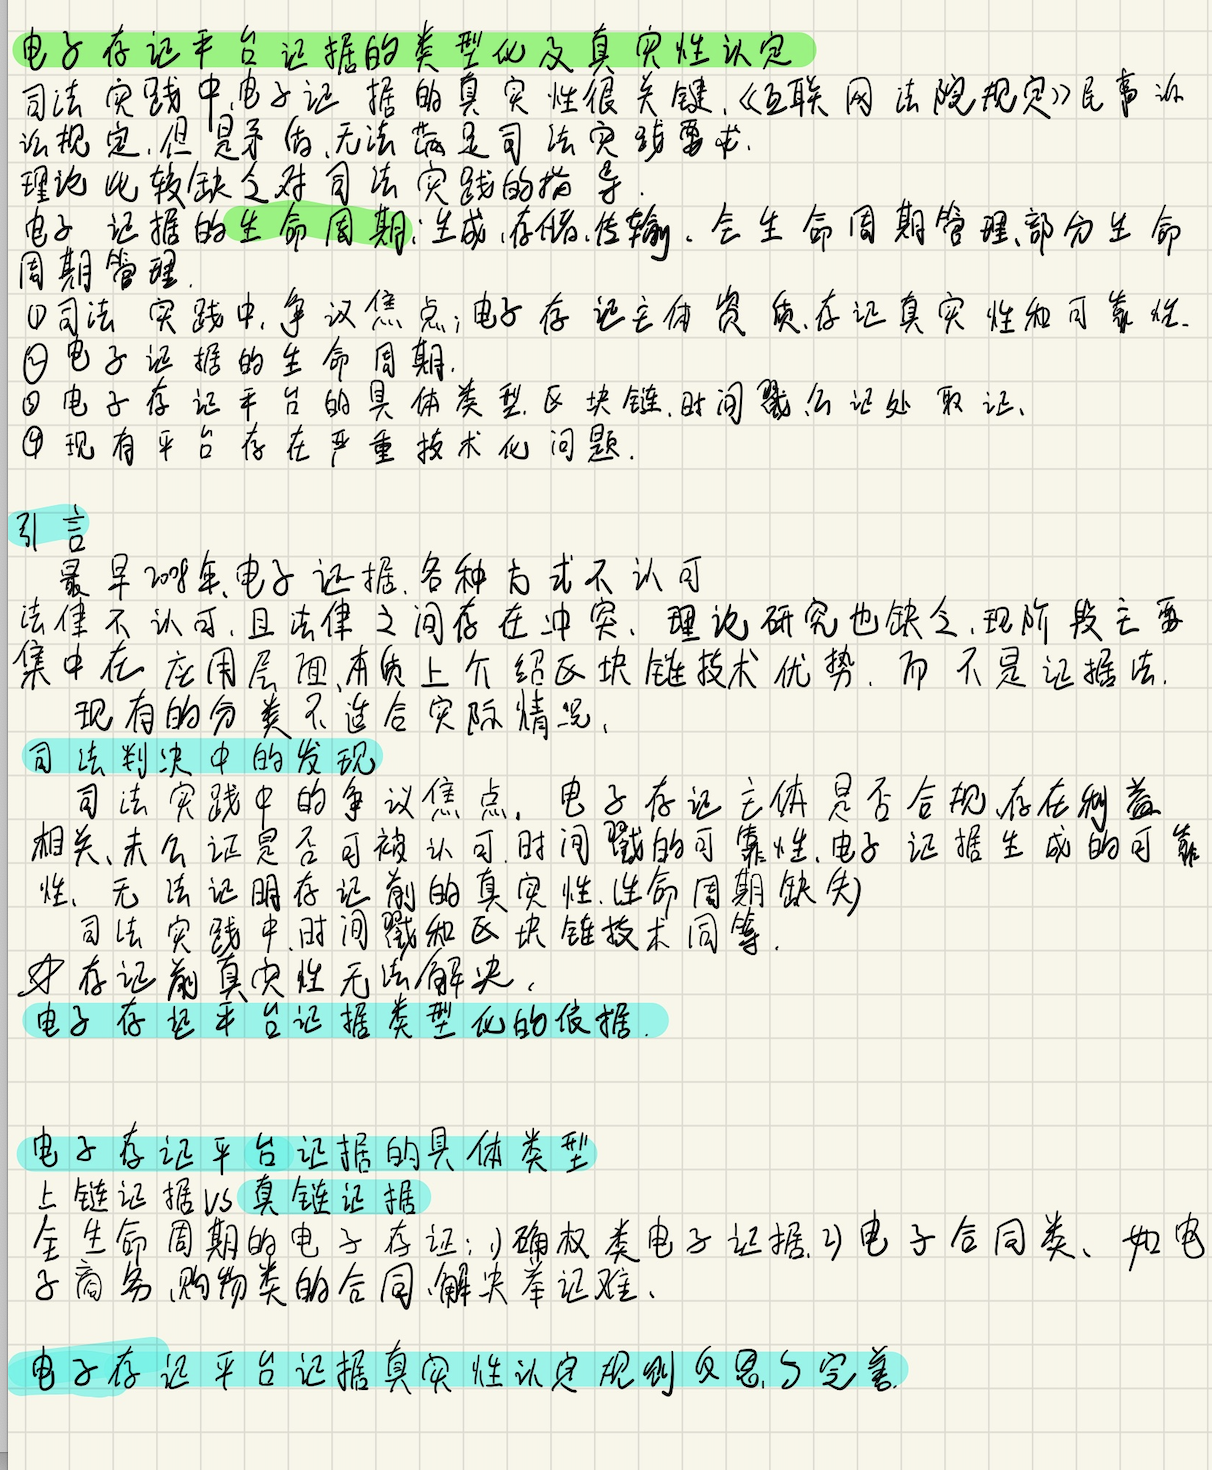 电子存证平台证据的类型化及真实性认定
司法实践中,电子证据的真实性很关键,《互联网法院规定》民事诉
讼规定,但是矛盾,无法满足司法实践要求.
理论比较缺乏对司法实践的指导.
电子证据的生命周期:生成,存储,传输. 全生命周期管理、部分生命
周期管理.
①司法实践中,争议焦点:电子存证主体资质,存证真实性和可靠性.
② 电子证据的生命周期.
③ 电子存证平台的具体类型.区块链.时间戳.公证处取证、
④ 现有平台存在严重技术化问题.
引言
最早2008年,电子证据.各种方式不认可
法律不认可,且法律之间存在冲突、理论研究也缺乏,现阶段主要
集中在应用层面,本质上介绍区块链技术优势.而不是证据法.
现有的分类不适合实际情况、
司法判决中的发现
司法实践中的争议焦点. 电子存证主体是否合规,存在利益
相关、未公证是否可被认可.时间戳的可靠性.电子证据生成的可靠
性、无法证明存证前的真实性.(生命周期缺失)
司法实践中,时间戳和区块链技术同等.
☆存证前真实性无法解决、
电子存证平台证据类型化的依据.
电子存证平台证据的具体类型
上链证据VS真链证据
全生命周期的电子存证:1)确权类电子证据.2)电子合同类、如电
子商务,购物类的合同,解决举证难、
电子存证平台证据真实性认定规则反思与完善.